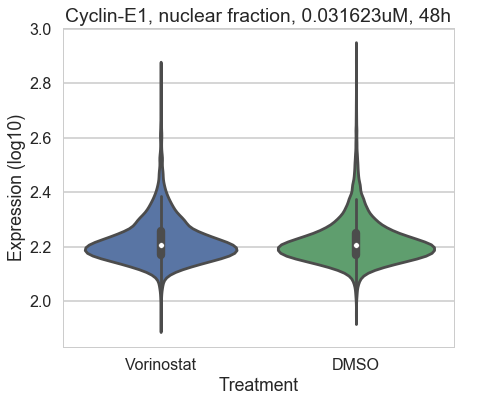 Cyclin-E1, nuclear fraction, 0.031623uM, 48h
3.0
2.8
2.6
2.4
2.2
2.0
Expression (log10)
Vorinostat DMSO
Treatment